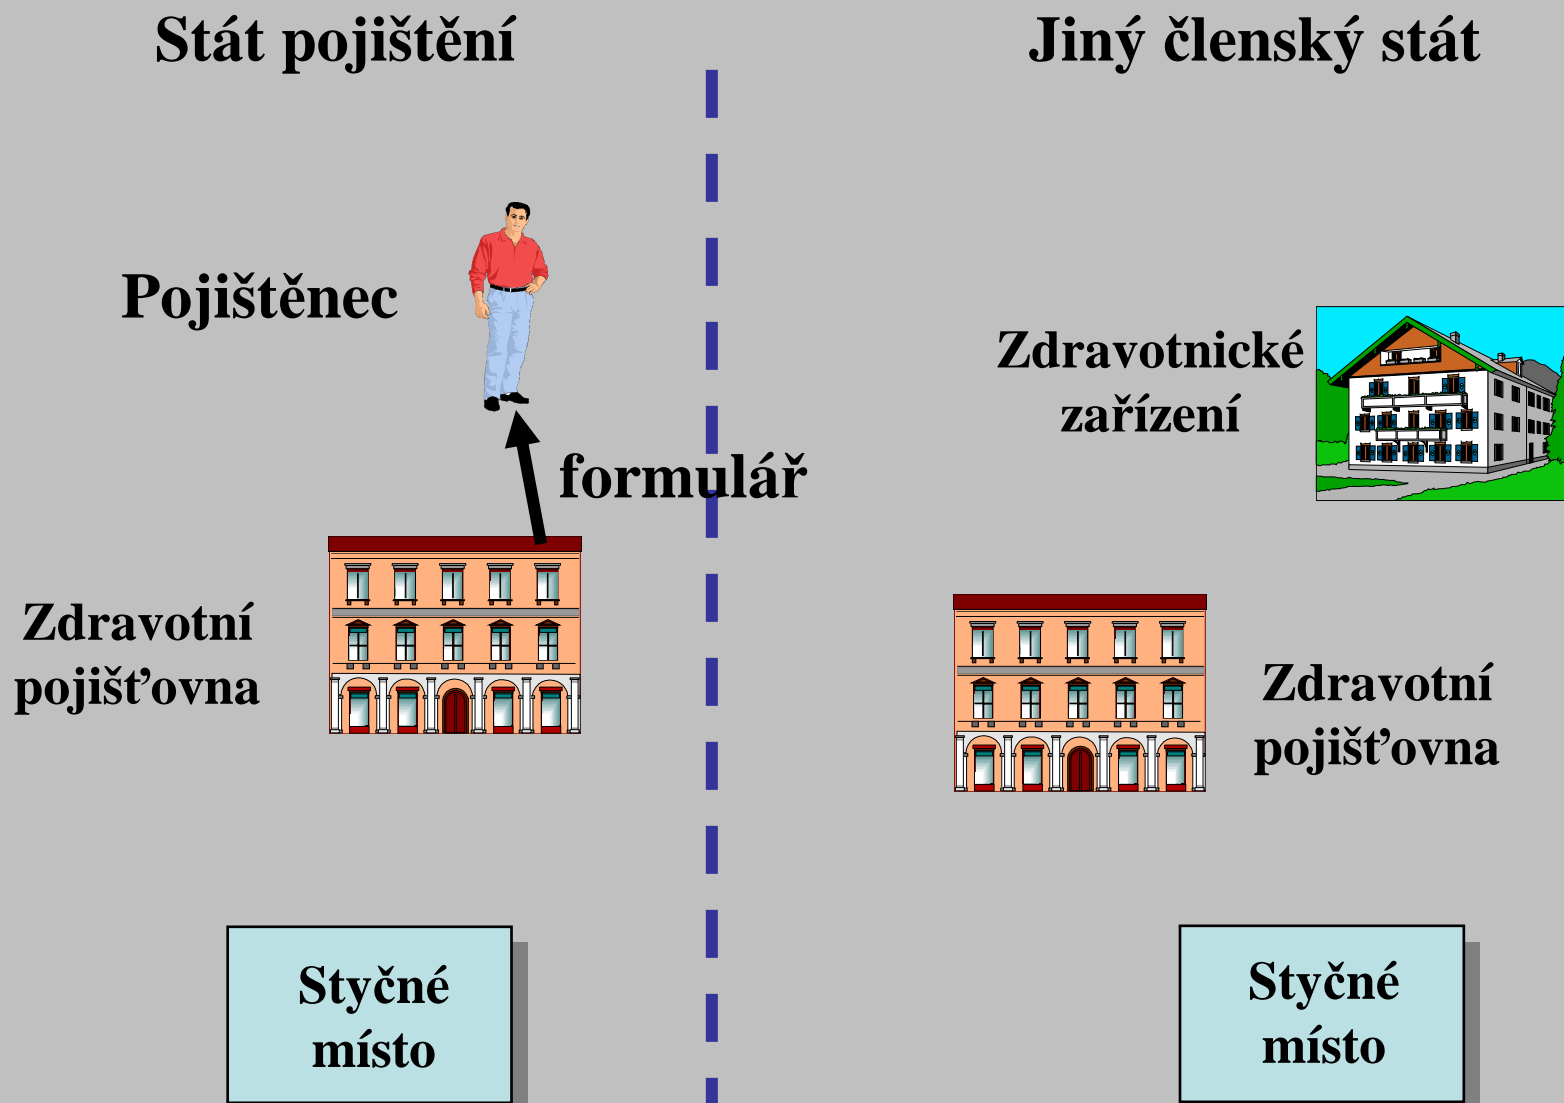 Stát pojištění
Jiný členský stát
Pojištěnec
Zdravotnické
zařízení
formulář
Zdravotní
pojišťovna
Zdravotní
pojišťovna
Styčné
místo
Styčné
místo